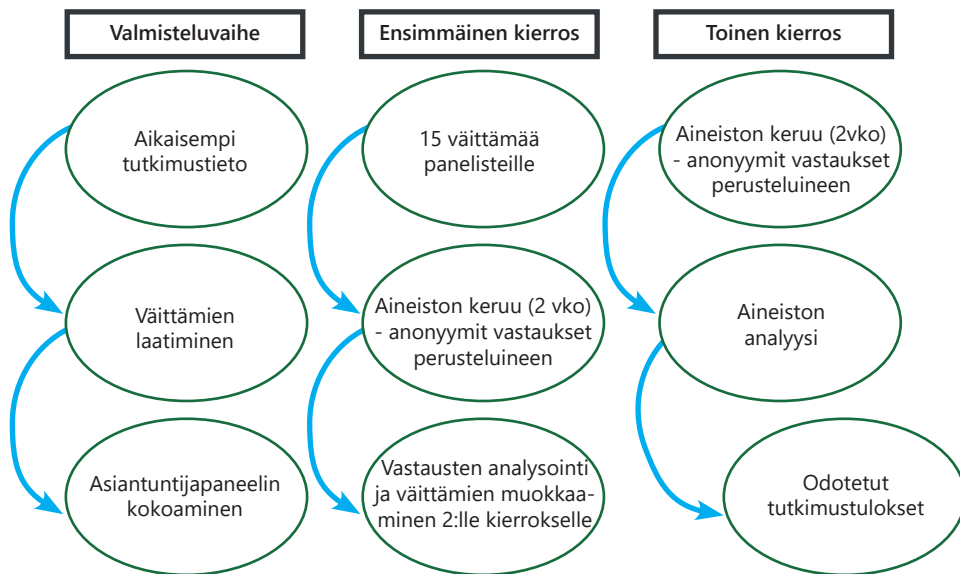 Valmisteluvaihe
Aikaisempi
tutkimustieto
Väittämien
laatiminen
Asiantuntijapaneelin
kokoaminen
Ensimmäinen kierros
15 väittämää
panelisteille
Aineiston keruu (2 vko)
- anonyymit vastaukset
perusteluineen
Vastausten analysointi
ja väittämien muokkaa-
minen 2:lle kierrokselle
Toinen kierros
Aineiston keruu (2vko)
- anonyymit vastaukset
perusteluineen
Aineiston
analyysi
Odotetut
tutkimustulokset